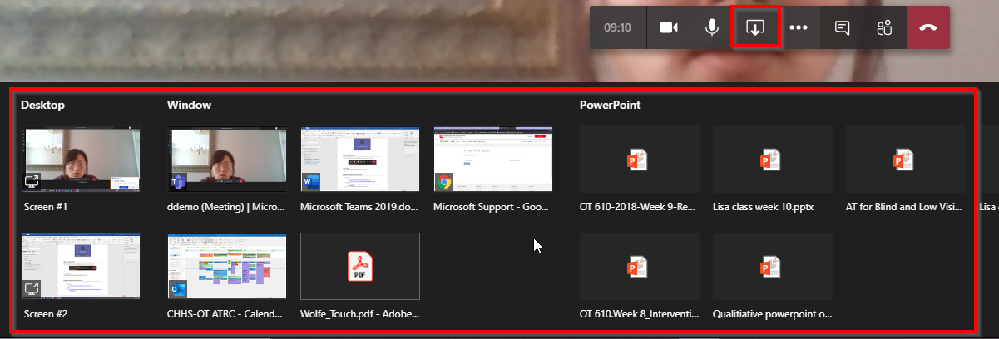 09:10
Desktop Window PowerPoint
Screen #1 ddemo (Meeting) | Micro... Microsoft Teams 2019.do... Microsoft Support - Goo... OT 610-2018-Week 9-Re... Lisa class week 10.pptx AT for Blind and Low Visi... Lisa
PDF
Screen #2 CHHS-OT ATRC - Calend... Wolfe_Touch.pdf - Adobe... OT 610.Week 8_Interventi... Qualitiative powerpoint o...